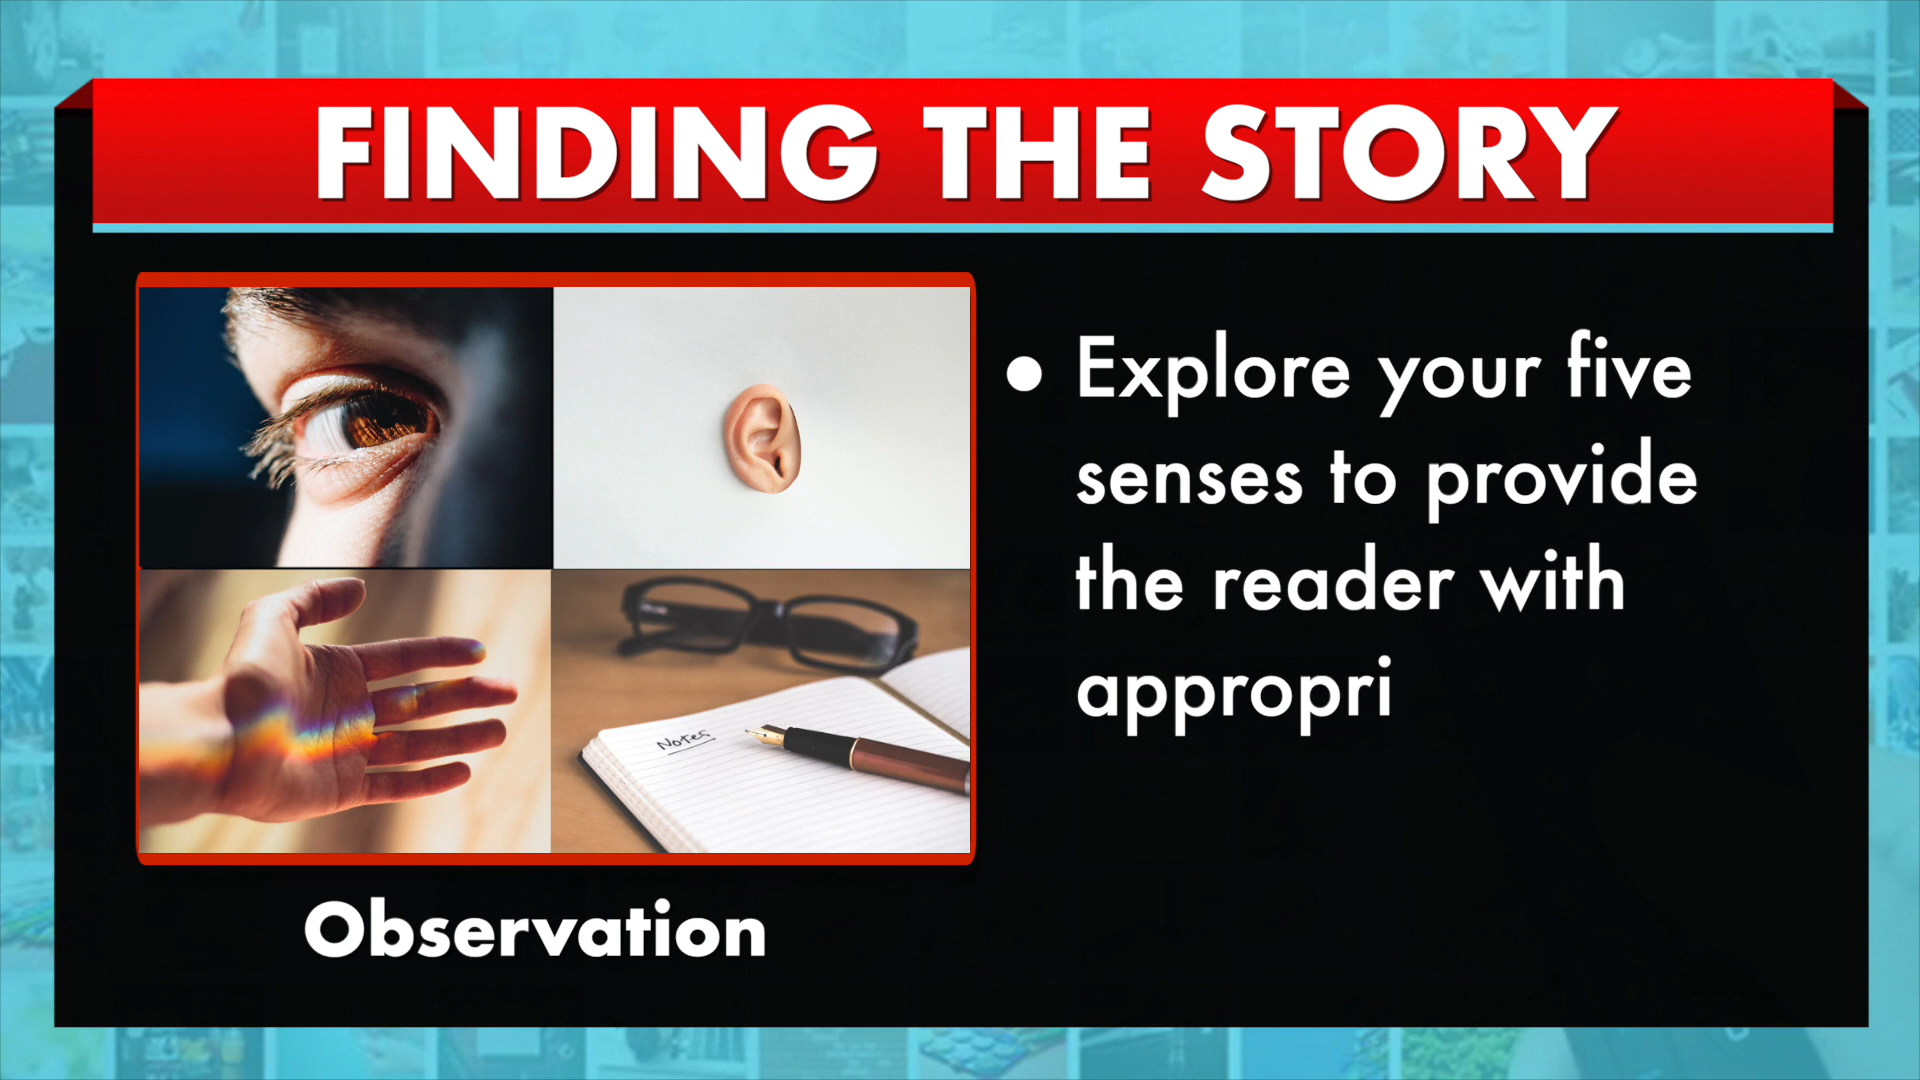 FINDING THE STORY
Notes
Observation
● Explore your five
senses to provide
the reader with
appropri